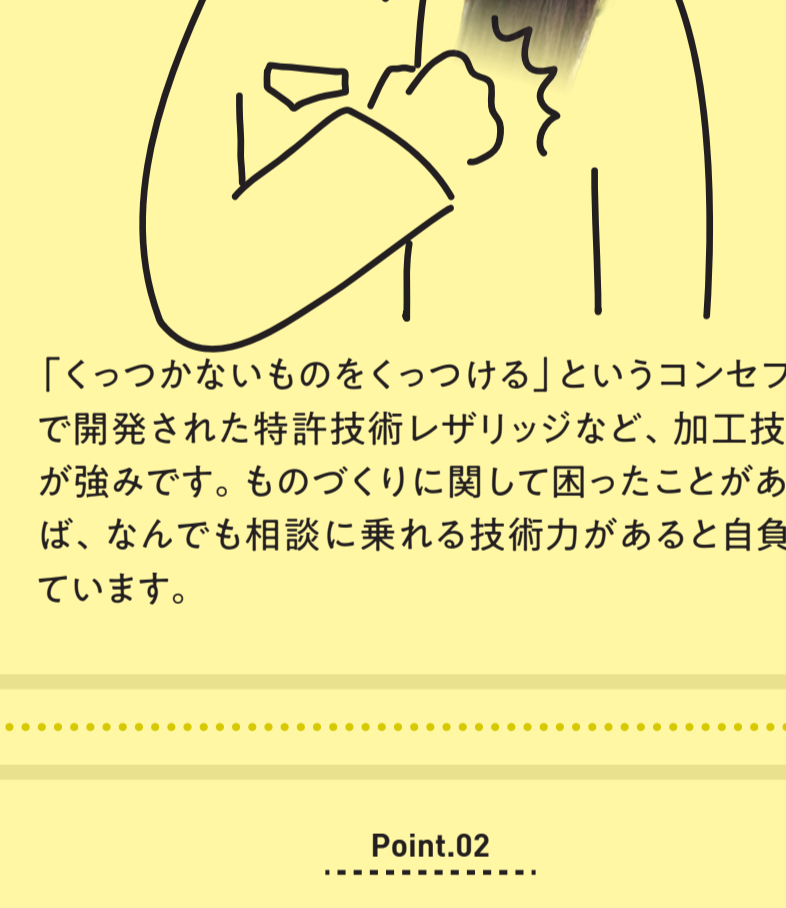 「くっつかないものをくっつける」というコンセプ
で開発された特許技術レザリッジなど、加工技
が強みです。ものづくりに関して困ったことがあ
ば、なんでも相談に乗れる技術力があると自負
ています。
Point.02